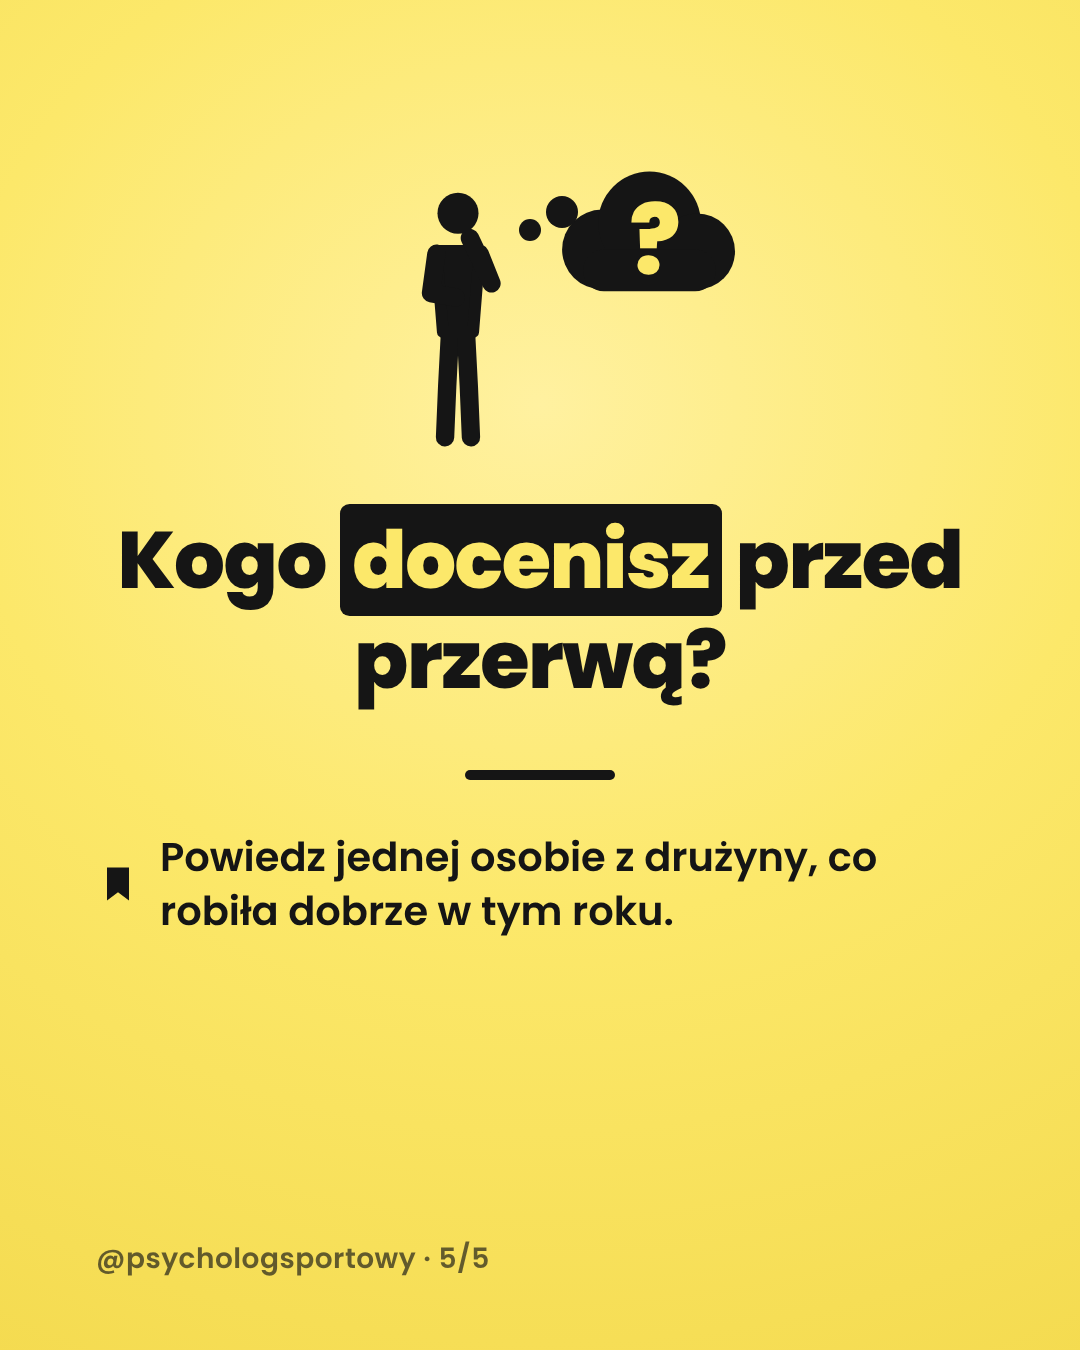 ?
Kogo docenisz przed
przerwą?
Powiedz jednej osobie z drużyny, co
robiła dobrze w tym roku.
@psychologsportowy · 5/5